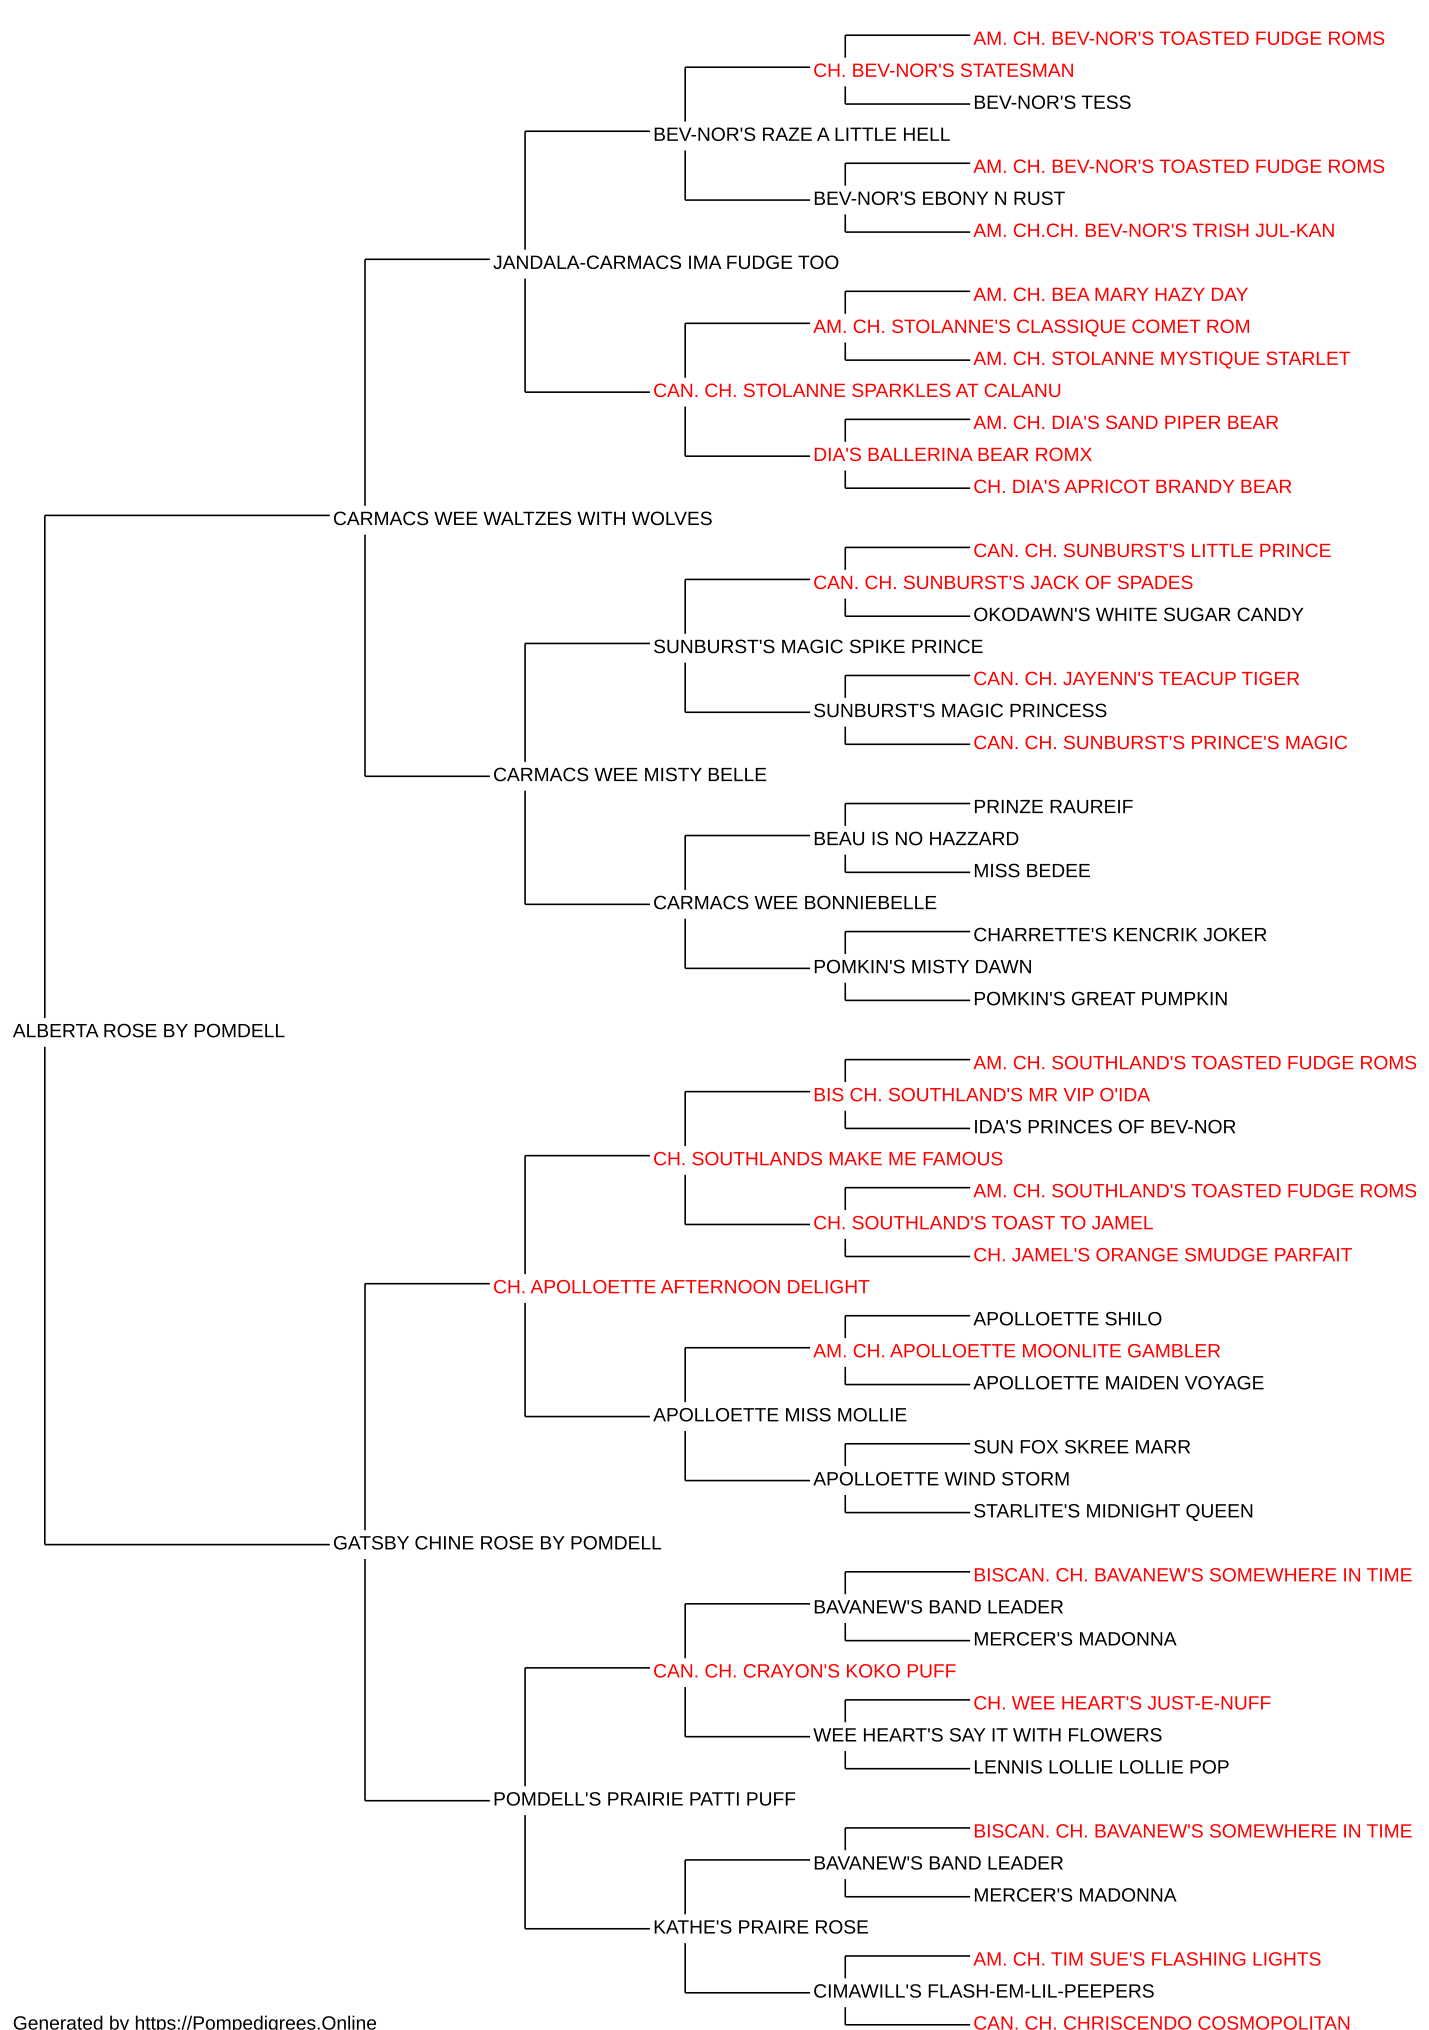 AM. CH. BEV-NOR'S TOASTED FUDGE ROMS
CH. BEV-NOR'S STATESMAN
BEV-NOR'S TESS
BEV-NOR'S RAZE A LITTLE HELL
AM. CH. BEV-NOR'S TOASTED FUDGE ROMS
BEV-NOR'S EBONY N RUST
AM. CH.CH. BEV-NOR'S TRISH JUL-KAN
JANDALA-CARMACS IMA FUDGE TOO
AM. CH. BEA MARY HAZY DAY
AM. CH. STOLANNE'S CLASSIQUE COMET ROM
AM. CH. STOLANNE MYSTIQUE STARLET
CAN. CH. STOLANNE SPARKLES AT CALANU
AM. CH. DIA'S SAND PIPER BEAR
DIA'S BALLERINA BEAR ROMX
CH. DIA'S APRICOT BRANDY BEAR
CARMACS WEE WALTZES WITH WOLVES
CAN. CH. SUNBURST'S LITTLE PRINCE
CAN. CH. SUNBURST'S JACK OF SPADES
OKODAWN'S WHITE SUGAR CANDY
SUNBURST'S MAGIC SPIKE PRINCE
CAN. CH. JAYENN'S TEACUP TIGER
SUNBURST'S MAGIC PRINCESS
CAN. CH. SUNBURST'S PRINCE'S MAGIC
CARMACS WEE MISTY BELLE
PRINZE RAUREIF
BEAU IS NO HAZZARD
MISS BEDEE
CARMACS WEE BONNIEBELLE
CHARRETTE'S KENCRIK JOKER
POMKIN'S MISTY DAWN
POMKIN'S GREAT PUMPKIN
ALBERTA ROSE BY POMDELL
AM. CH. SOUTHLAND'S TOASTED FUDGE ROMS
BIS CH. SOUTHLAND'S MR VIP O'IDA
IDA'S PRINCES OF BEV-NOR
CH. SOUTHLANDS MAKE ME FAMOUS
AM. CH. SOUTHLAND'S TOASTED FUDGE ROMS
CH. SOUTHLAND'S TOAST TO JAMEL
CH. JAMEL'S ORANGE SMUDGE PARFAIT
CH. APOLLOETTE AFTERNOON DELIGHT
APOLLOETTE SHILO
AM. CH. APOLLOETTE MOONLITE GAMBLER
APOLLOETTE MAIDEN VOYAGE
APOLLOETTE MISS MOLLIE
SUN FOX SKREE MARR
APOLLOETTE WIND STORM
STARLITE'S MIDNIGHT QUEEN
GATSBY CHINE ROSE BY POMDELL
BISCAN. CH. BAVANEW'S SOMEWHERE IN TIME
BAVANEW'S BAND LEADER
MERCER'S MADONNA
CAN. CH. CRAYON'S KOKO PUFF
CH. WEE HEART'S JUST-E-NUFF
WEE HEART'S SAY IT WITH FLOWERS
LENNIS LOLLIE LOLLIE POP
POMDELL'S PRAIRIE PATTI PUFF
BISCAN. CH. BAVANEW'S SOMEWHERE IN TIME
BAVANEW'S BAND LEADER
MERCER'S MADONNA
KATHE'S PRAIRE ROSE
AM. CH. TIM SUE'S FLASHING LIGHTS
CIMAWILL'S FLASH-EM-LIL-PEEPERS
CAN. CH. CHRISCENDO COSMOPOLITAN
Generated by https://Pompedigrees.Online